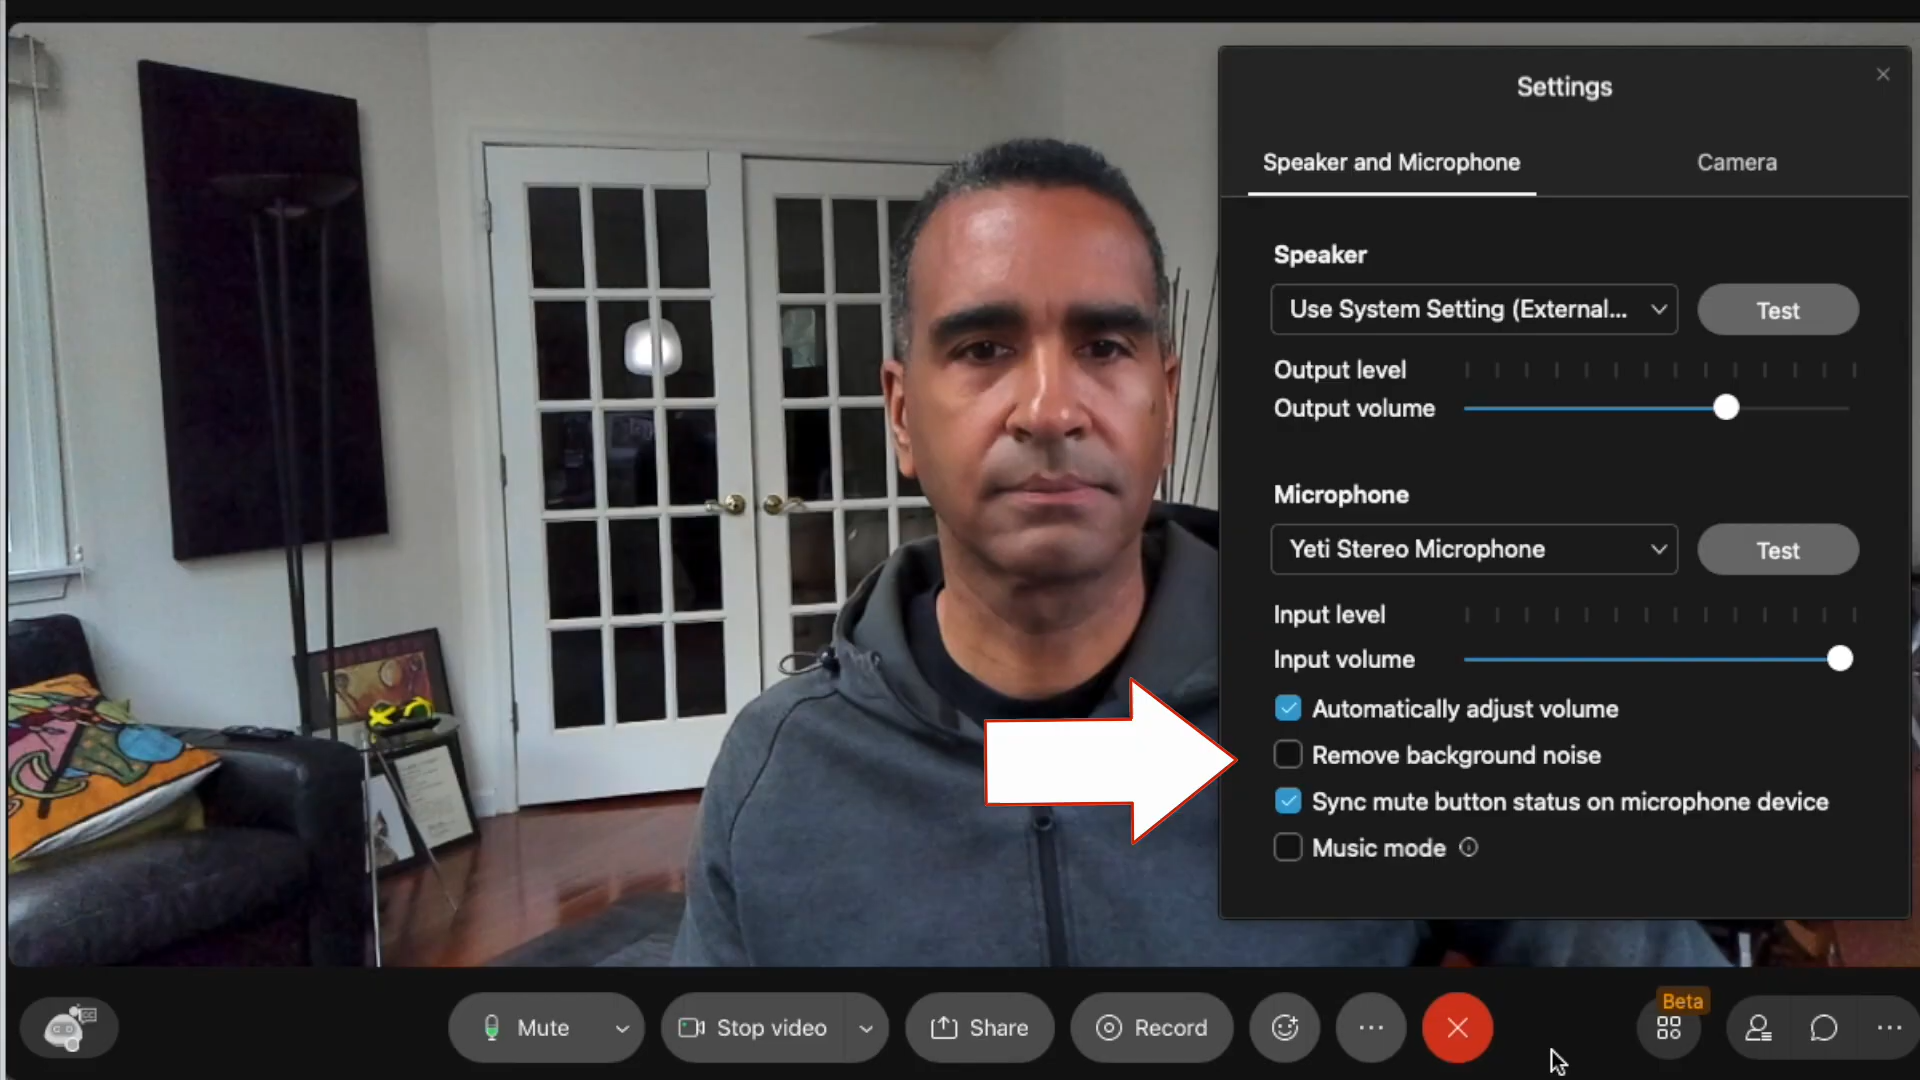 Settings
Speaker and Microphone
Camera
Speaker
Use System Setting (External...
Test
Output level
Output volume
Microphone
Yeti Stereo Microphone
Test
Input level
Input volume
Automatically adjust volume
Remove background noise
Sync mute button status on microphone device
Music mode
Beta
CC
Mute
Stop video
Share
Record